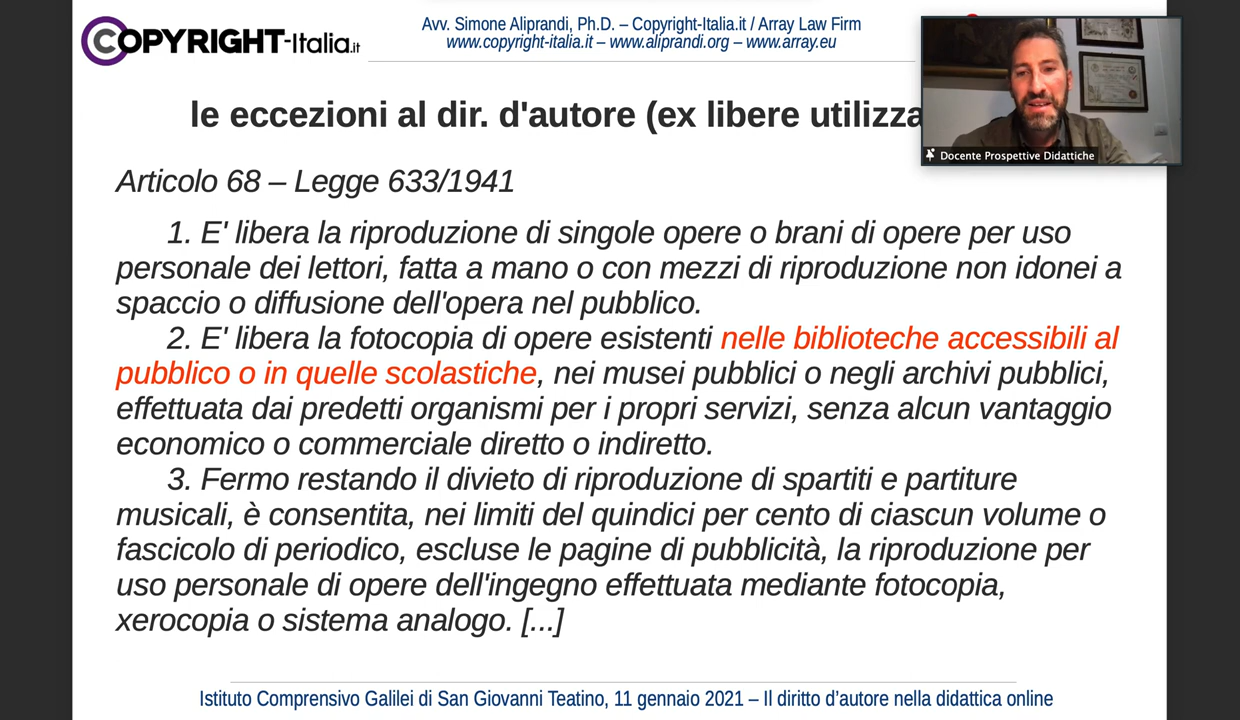 COPYRIGHT-Italia.it
Avv. Simone Aliprandi, Ph.D. – Copyright-Italia.it / Array Law Firm
www.copyright-italia.it – www.aliprandi.org – www.array.eu
le eccezioni al dir. d'autore (ex libere utilizza
Docente Prospettive Didattiche
Articolo 68 – Legge 633/1941
1. E' libera la riproduzione di singole opere o brani di opere per uso
personale dei lettori, fatta a mano o con mezzi di riproduzione non idonei a
spaccio o diffusione dell'opera nel pubblico.
2. E' libera la fotocopia di opere esistenti nelle biblioteche accessibili al
pubblico o in quelle scolastiche, nei musei pubblici o negli archivi pubblici,
effettuata dai predetti organismi per i propri servizi, senza alcun vantaggio
economico o commerciale diretto o indiretto.
3. Fermo restando il divieto di riproduzione di spartiti e partiture
musicali, è consentita, nei limiti del quindici per cento di ciascun volume o
fascicolo di periodico, escluse le pagine di pubblicità, la riproduzione per
uso personale di opere dell'ingegno effettuata mediante fotocopia,
xerocopia o sistema analogo. [...]
Istituto Comprensivo Galilei di San Giovanni Teatino, 11 gennaio 2021 – Il diritto d’autore nella didattica online